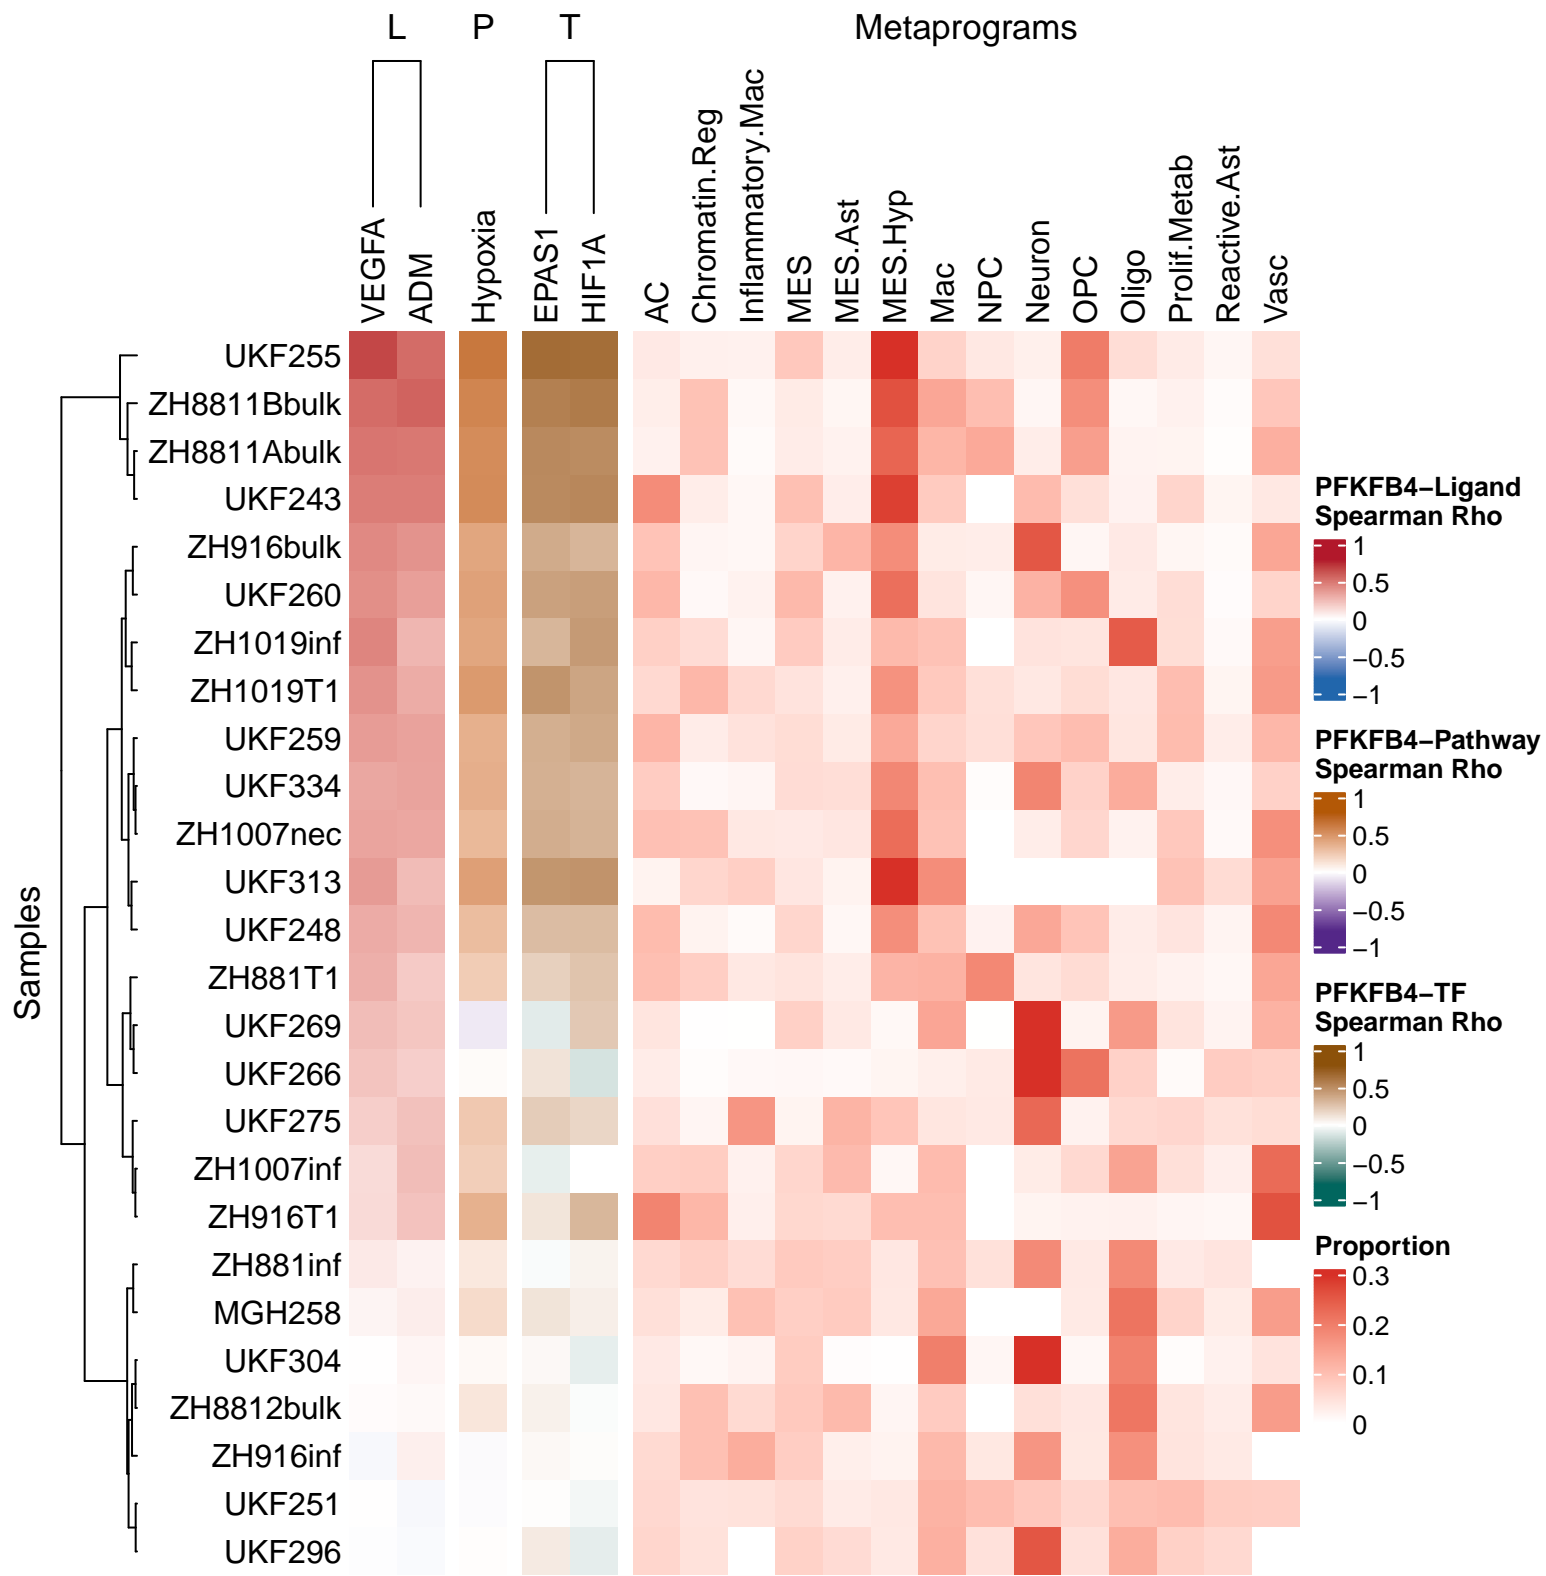 L P T Metaprograms
VEGFA
ADM
Hypoxia
EPAS1
HIF1A
AC
Chromatin.Reg
Inflammatory.Mac
MES
MES.Ast
MES.Hyp
Mac
NPC
Neuron
OPC
Oligo
Prolif.Metab
Reactive.Ast
Vasc
Samples
UKF255
ZH8811Bbulk
ZH8811Abulk
UKF243
ZH916bulk
UKF260
ZH1019inf
ZH1019T1
UKF259
UKF334
ZH1007nec
UKF313
UKF248
ZH881T1
UKF269
UKF266
UKF275
ZH1007inf
ZH916T1
ZH881inf
MGH258
UKF304
ZH8812bulk
ZH916inf
UKF251
UKF296
PFKFB4−Ligand
Spearman Rho
1
0.5
0
−0.5
−1
PFKFB4−Pathway
Spearman Rho
1
0.5
0
−0.5
−1
PFKFB4−TF
Spearman Rho
1
0.5
0
−0.5
−1
Proportion
0.3
0.2
0.1
0